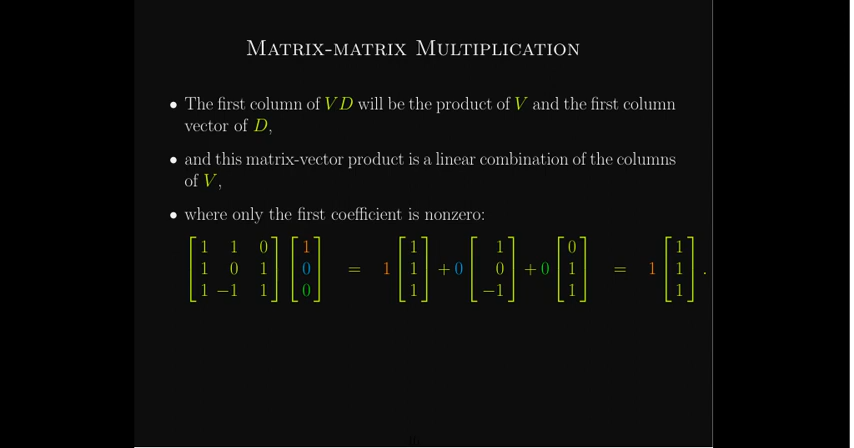 Matrix-matrix Multiplication
• The first column of V D will be the product of V and the first column
vector of D,
• and this matrix-vector product is a linear combination of the columns
of V,
• where only the first coefficient is nonzero:
[1 1 0; 1 0 1; 1 −1 1] [1; 0; 0] = 1 [1; 1; 1] + 0 [1; 0; −1] + 0 [0; 1; 1] = 1 [1; 1; 1].